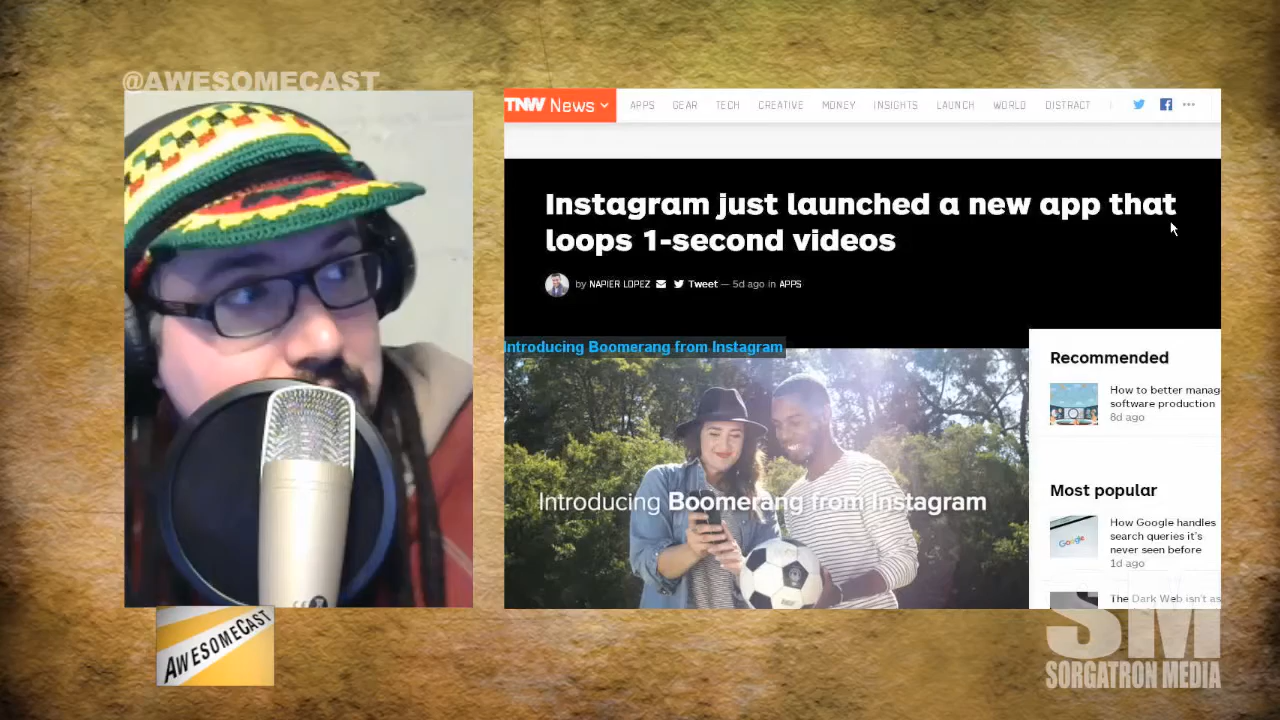 @AWESOMECAST
TNW News
APPS GEAR TECH CREATIVE MONEY INSIGHTS LAUNCH WORLD DISTRACT
Instagram just launched a new app that
loops 1-second videos
by NAPIER LOPEZ Tweet — 5d ago in APPS
Introducing Boomerang from Instagram
Introducing Boomerang from Instagram
Recommended
How to better manag
software production
8d ago
Most popular
Google
How Google handles
search queries it's
never seen before
1d ago
The Dark Web isn't as
AWESOMECAST
SM
SORGATRON MEDIA